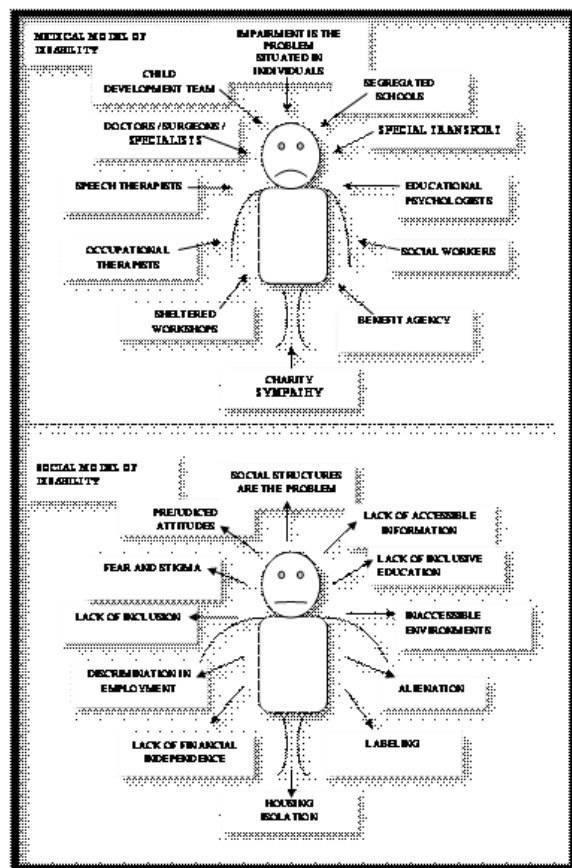 MEDICAL MODEL OF
DISABILITY
IMPAIRMENT IS THE
PROBLEM
SITUATED IN
INDIVIDUALS
CHILD
DEVELOPMENT TEAM
SEGREGATED
SCHOOLS
DOCTORS / SURGEONS /
SPECIALISTS
SPECIAL TRANSPORT
SPEECH THERAPISTS
EDUCATIONAL
PSYCHOLOGISTS
OCCUPATIONAL
THERAPISTS
SOCIAL WORKERS
SHELTERED
WORKSHOPS
BENEFIT AGENCY
CHARITY
SYMPATHY
SOCIAL MODEL OF
DISABILITY
SOCIAL STRUCTURES
ARE THE PROBLEM
PREJUDICED
ATTITUDES
LACK OF ACCESSIBLE
INFORMATION
FEAR AND STIGMA
LACK OF INCLUSIVE
EDUCATION
LACK OF INCLUSION
INACCESSIBLE
ENVIRONMENTS
DISCRIMINATION IN
EMPLOYMENT
ALIENATION
LACK OF FINANCIAL
INDEPENDENCE
LABELING
HOUSING
ISOLATION